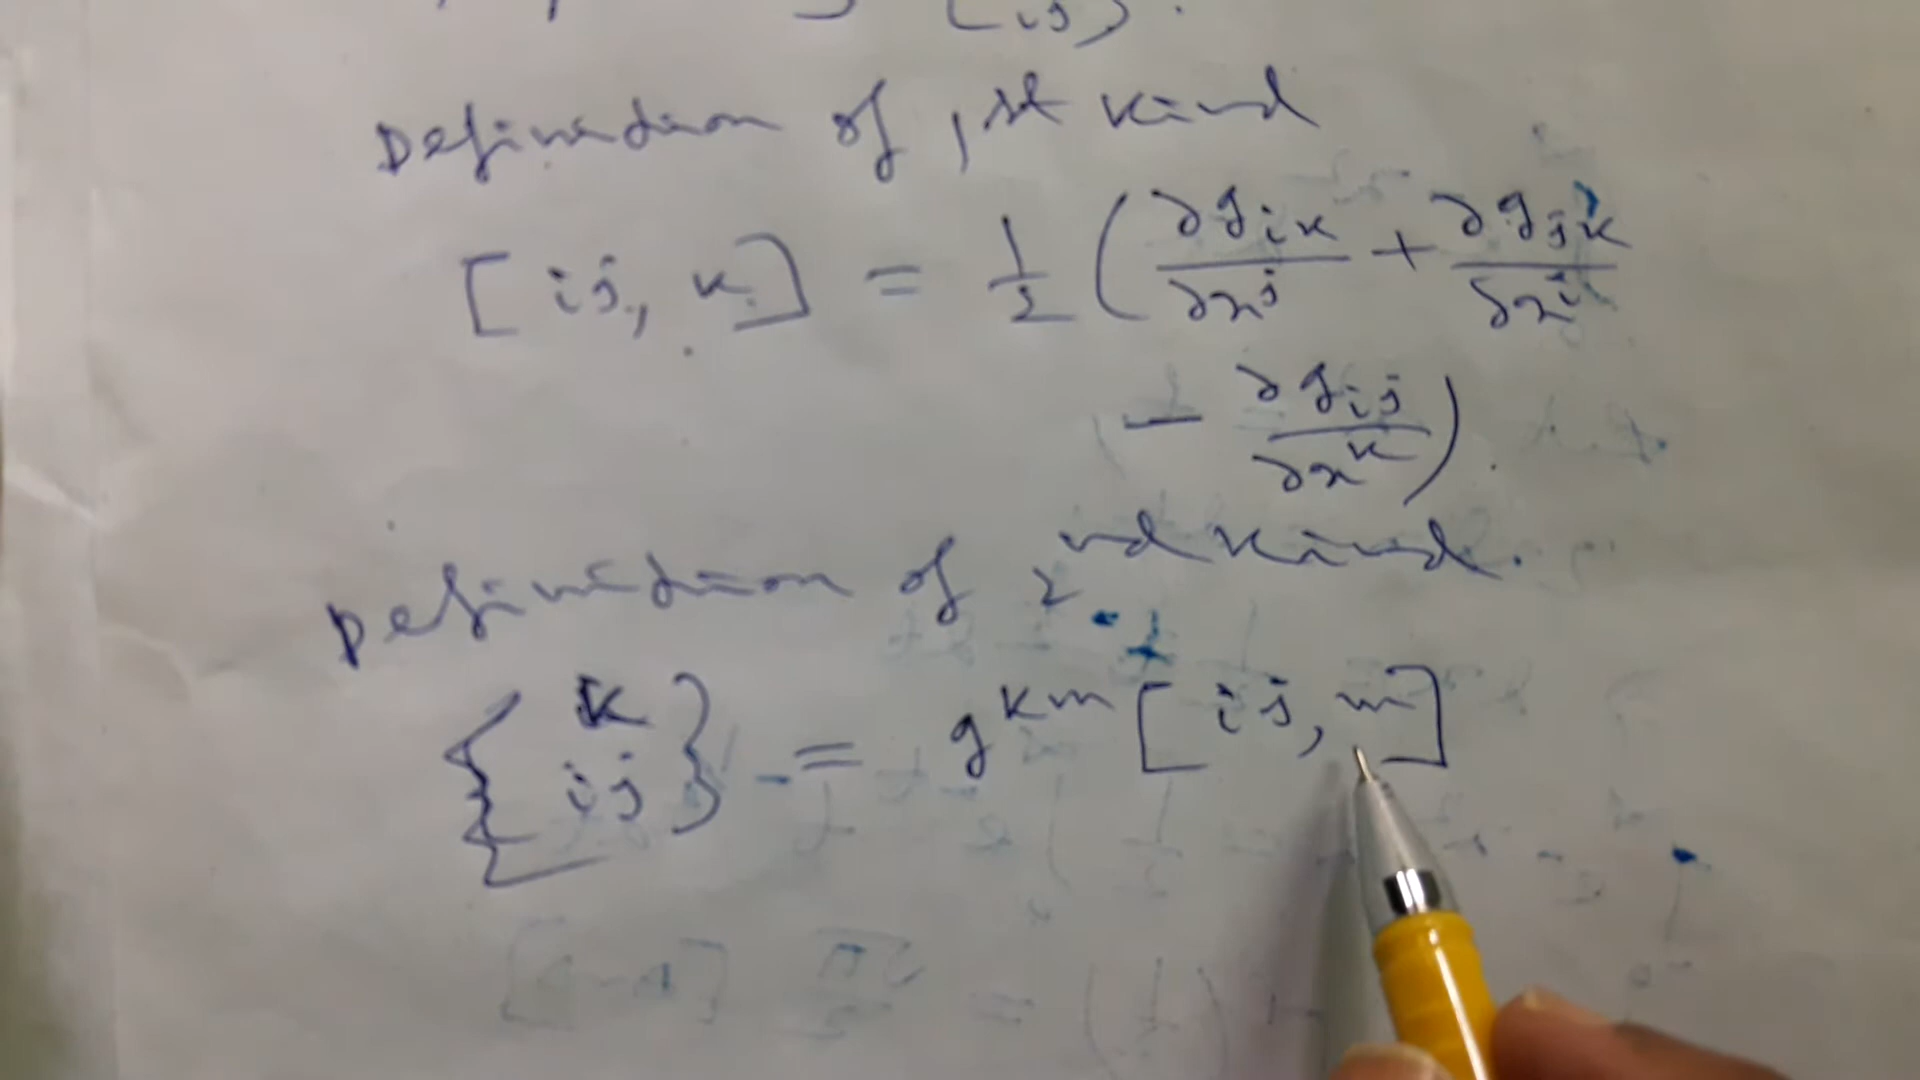 Definition of 1st kind
[ij, k] = 1/2 (∂g_ik/∂x^j + ∂g_jk/∂x^i
− ∂g_ij/∂x^k).
Definition of 2nd kind.
{k ij} = g^km [ij, m]